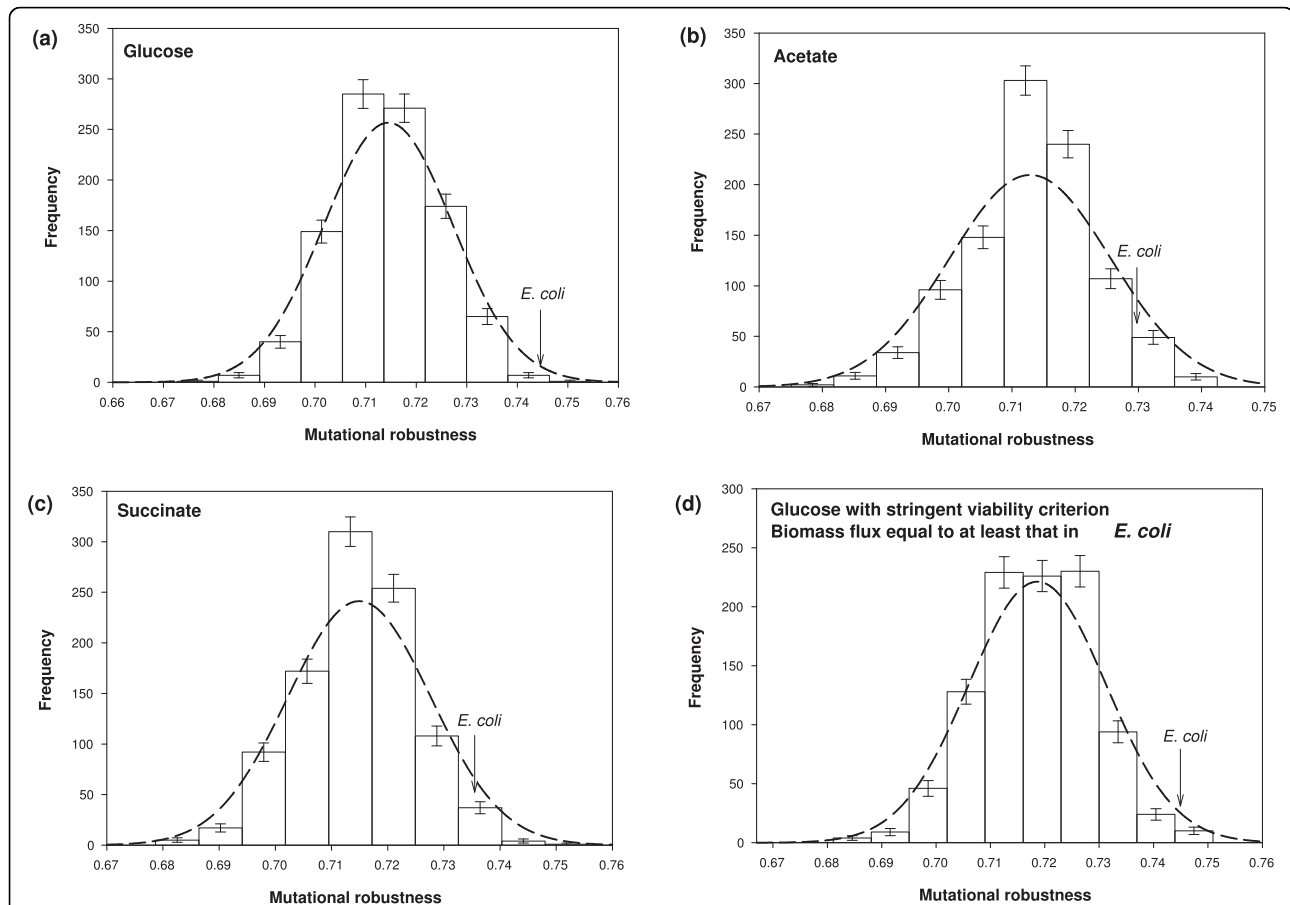 (a)
Glucose
Frequency
350
300
250
200
150
100
50
0
E. coli
0.66 0.67 0.68 0.69 0.70 0.71 0.72 0.73 0.74 0.75 0.76
Mutational robustness
(b)
Acetate
Frequency
350
300
250
200
150
100
50
0
E. coli
0.67 0.68 0.69 0.70 0.71 0.72 0.73 0.74 0.75
Mutational robustness
(c)
Succinate
Frequency
350
300
250
200
150
100
50
0
E. coli
0.67 0.68 0.69 0.70 0.71 0.72 0.73 0.74 0.75 0.76
Mutational robustness
(d)
Glucose with stringent viability criterion
Biomass flux equal to at least that in E. coli
Frequency
300
250
200
150
100
50
0
E. coli
0.67 0.68 0.69 0.70 0.71 0.72 0.73 0.74 0.75 0.76
Mutational robustness